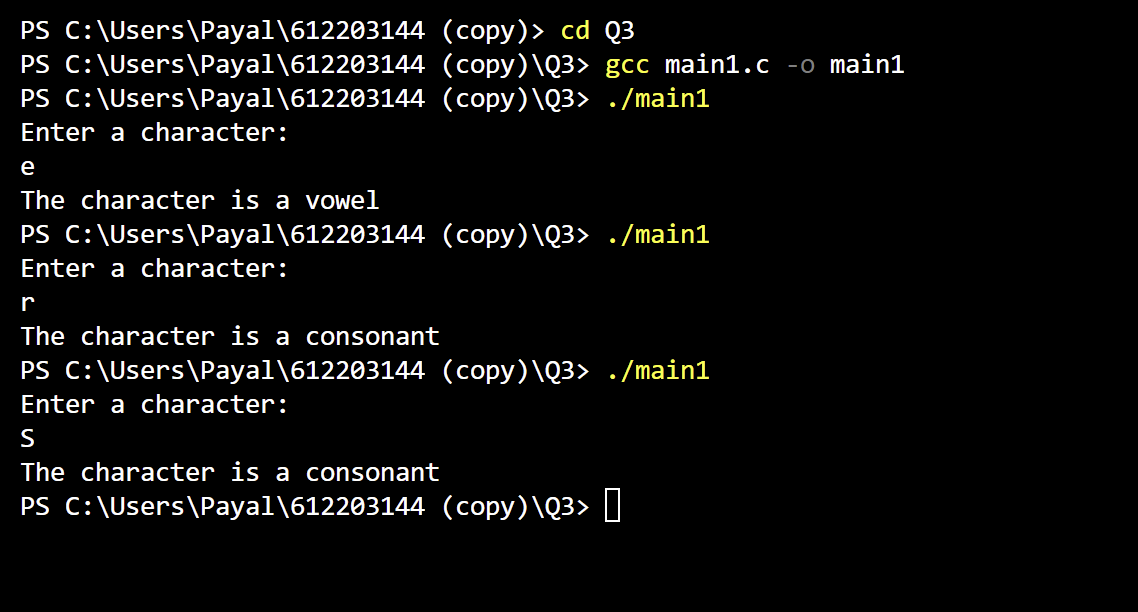 PS C:\Users\Payal\612203144 (copy)> cd Q3
PS C:\Users\Payal\612203144 (copy)\Q3> gcc main1.c -o main1
PS C:\Users\Payal\612203144 (copy)\Q3> ./main1
Enter a character:
e
The character is a vowel
PS C:\Users\Payal\612203144 (copy)\Q3> ./main1
Enter a character:
r
The character is a consonant
PS C:\Users\Payal\612203144 (copy)\Q3> ./main1
Enter a character:
S
The character is a consonant
PS C:\Users\Payal\612203144 (copy)\Q3>